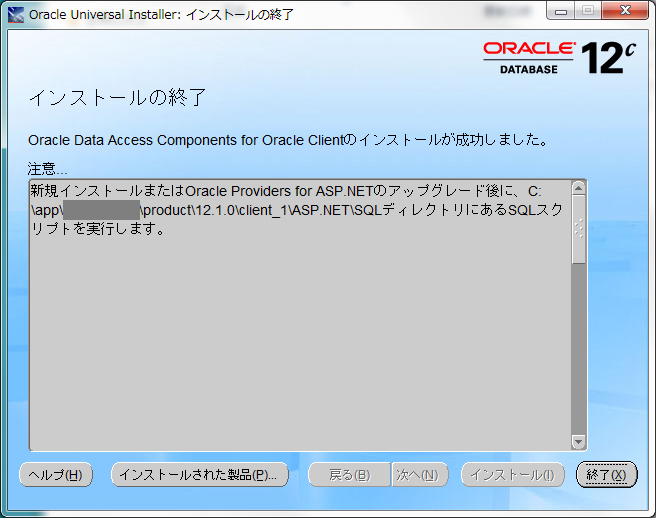 Oracle Universal Installer: インストールの終了
ORACLE
DATABASE 12c
インストールの終了
Oracle Data Access Components for Oracle Clientのインストールが成功しました。
注意...
新規インストールまたはOracle Providers for ASP.NETのアップグレード後に、C:
\app\ \product\12.1.0\client_1\ASP.NET\SQLディレクトリにあるSQLスク
リプトを実行します。
ヘルプ(H) インストールされた製品(P)... 戻る(B) 次へ(N) インストール(I) 終了(X)